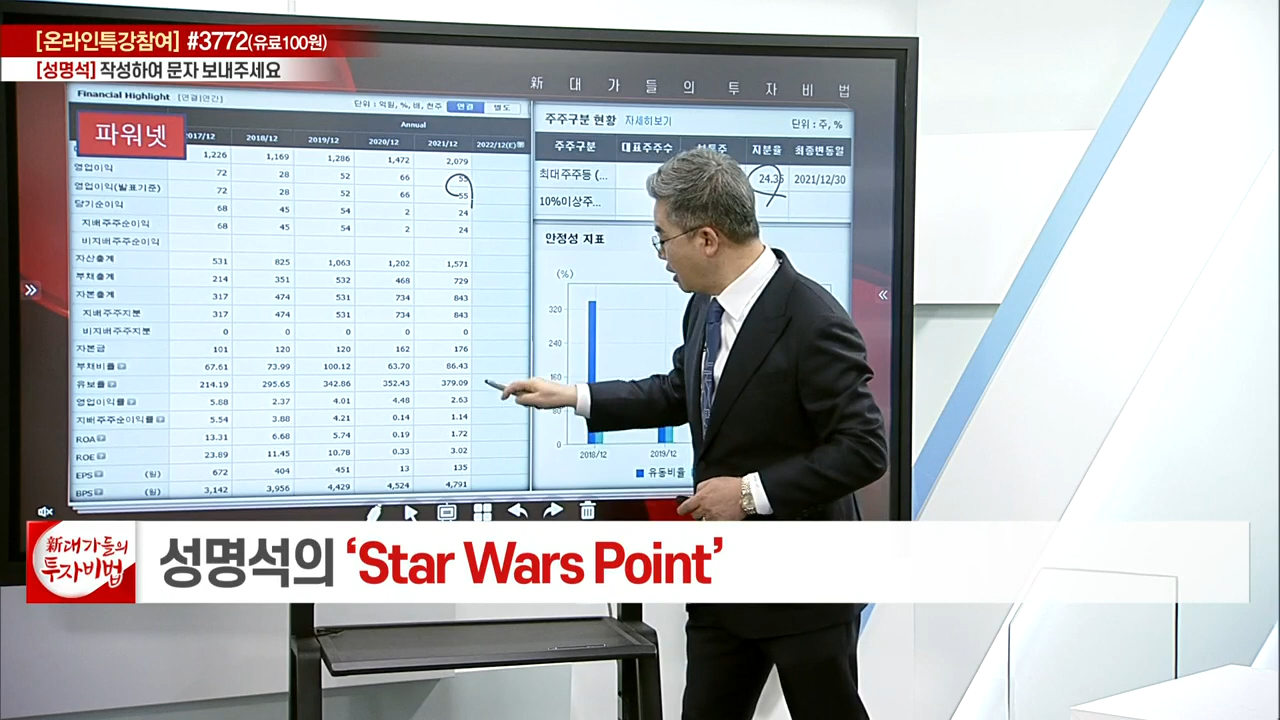 [온라인특강참여] #3772(유료100원)
[성명석] 작성하여 문자 보내주세요
新 대 가 들 의 투 자 비 법
Financial Highlight [연결|연간]
단위 : 억원, %, 배, 천주 연결 별도
파워넷
Annual
2017/12 2018/12 2019/12 2020/12 2021/12 2022/12(E)
1,226 1,169 1,286 1,472 2,079
영업이익 72 28 52 66 55
영업이익(발표기준) 72 28 52 66 55
당기순이익 68 45 54 2 24
지배주주순이익 68 45 54 2 24
비지배주주순이익
자산총계 531 825 1,063 1,202 1,571
부채총계 214 351 532 468 729
자본총계 317 474 531 734 843
지배주주지분 317 474 531 734 843
비지배주주지분 0 0 0 0 0
자본금 101 120 120 162 176
부채비율 67.61 73.99 100.12 63.70 86.43
유보율 214.19 295.65 342.86 352.43 379.09
영업이익률 5.88 2.37 4.01 4.48 2.63
지배주주순이익률 5.54 3.88 4.21 0.14 1.14
ROA 13.31 6.68 5.74 0.19 1.72
ROE 23.89 11.45 10.78 0.33 3.02
EPS (원) 672 404 451 13 135
BPS (원) 3,142 3,956 4,429 4,524 4,791
주주구분 현황 자세히보기 단위 : 주, %
주주구분 대표주주수 지분율 최종변동일
최대주주등 (... 24.35 2021/12/30
10%이상주...
안정성 지표
(%)
320
240
160
80
0
2018/12 2019/12
유동비율
新대가들의
투자비법
성명석의 ‘Star Wars Point’